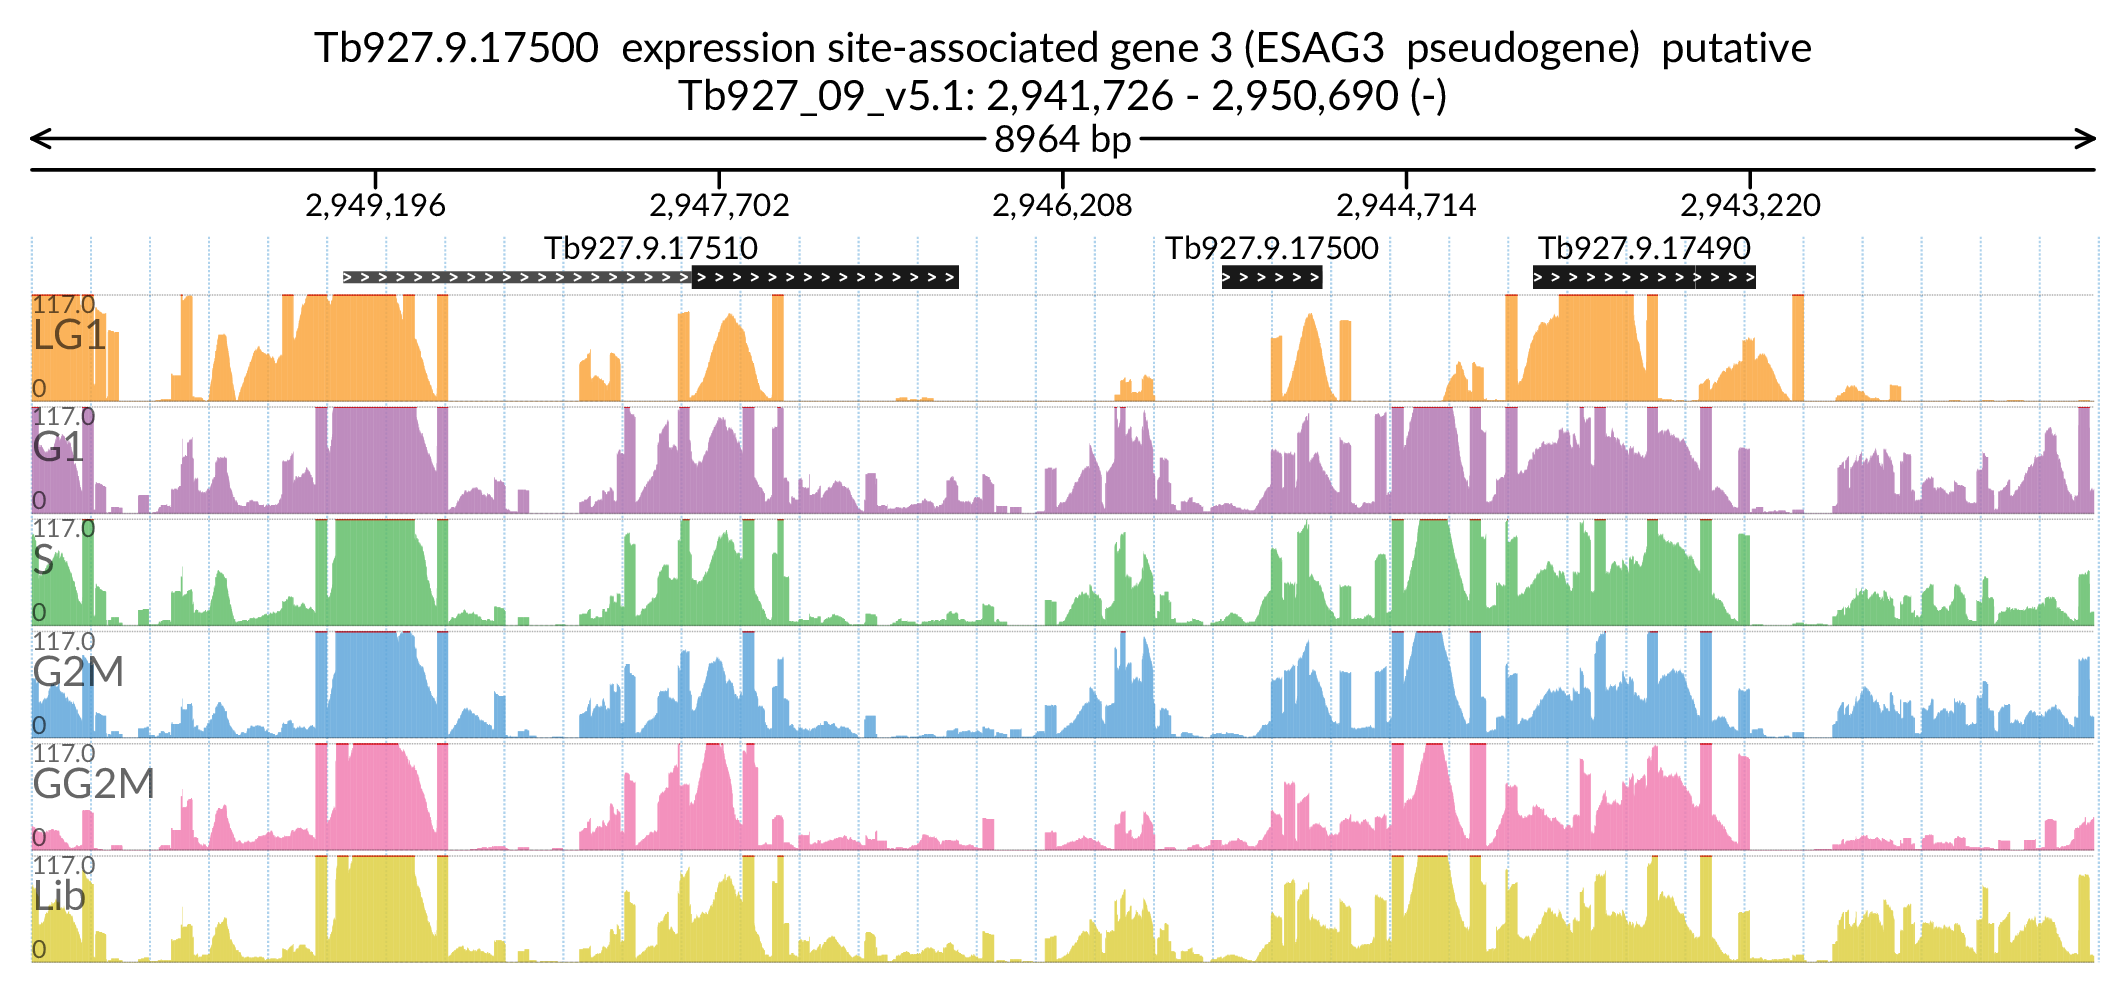 Tb927.9.17500  expression site-associated gene 3 (ESAG3  pseudogene)  putative
Tb927_09_v5.1: 2,941,726 - 2,950,690 (-)
8964 bp
2,949,196 2,947,702 2,946,208 2,944,714 2,943,220
Tb927.9.17510 Tb927.9.17500 Tb927.9.17490
117.0
LG1
0
117.0
G1
0
117.0
S
0
117.0
G2M
0
117.0
GG2M
0
117.0
Lib
0